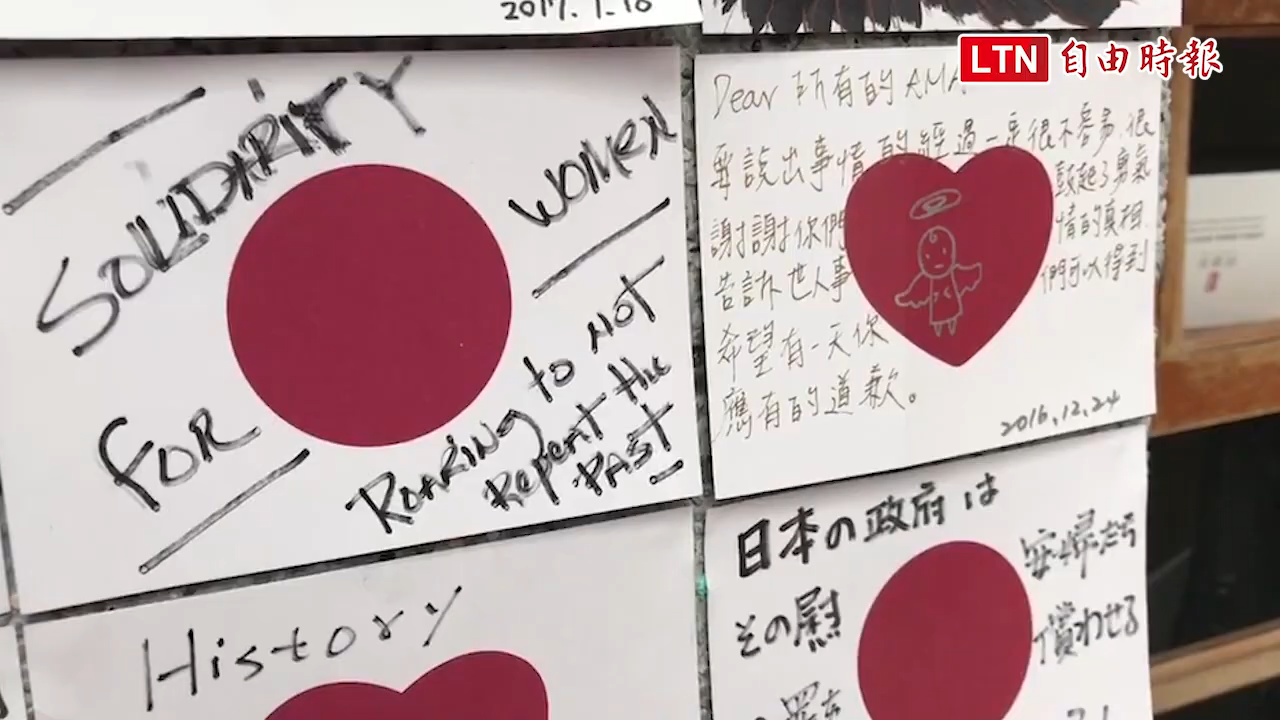 2017.1.18
LTN 自由時報
SOLIDARITY
FOR
WOMEN
ROARING to NOT
REPEAT the
PAST
Dear 所有的 AMA
要說出事情的經過一定很不容易,很
謝謝你們 鼓起了勇氣
告訴世人事 情的真相.
希望有一天你 們可以得到
應有的道歉。
2016.12.24
History
日本の政府は
その慰 安婦たち
償わせる
罪を